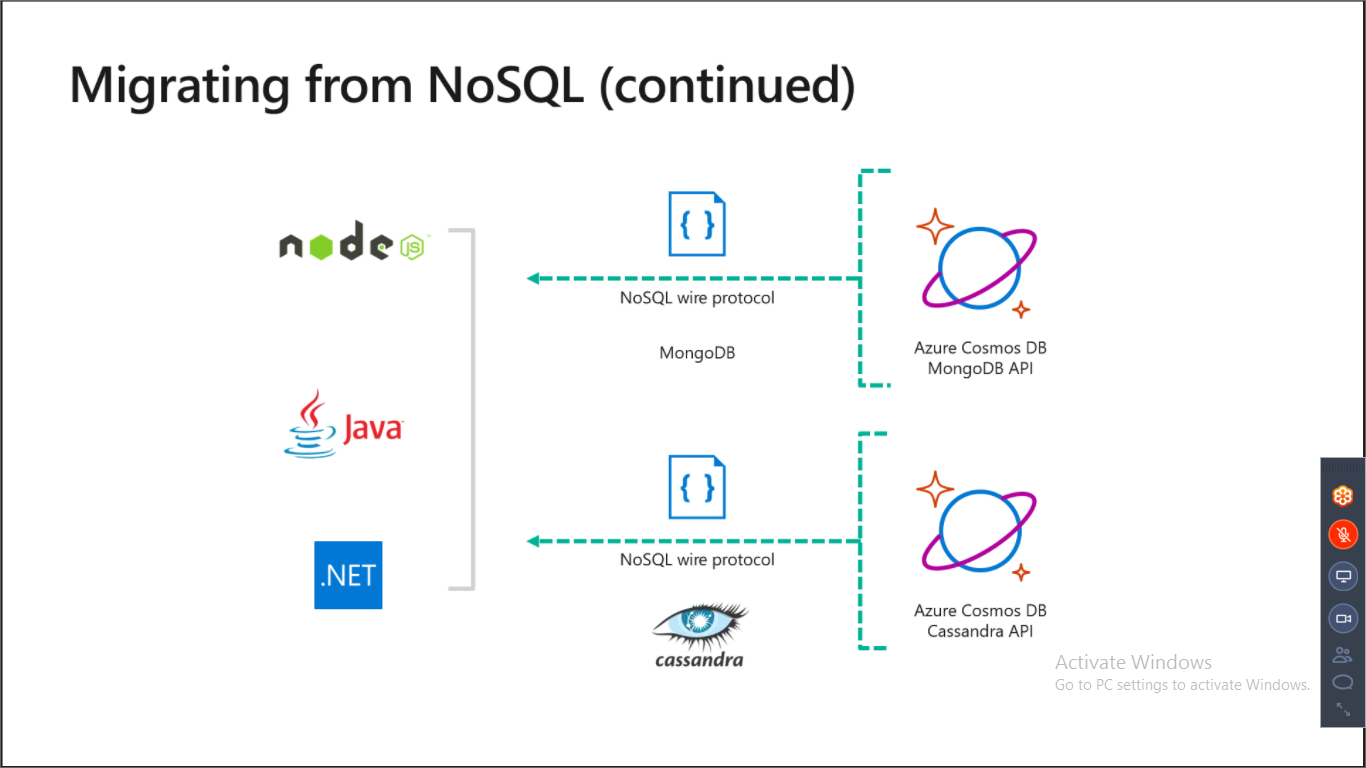 Migrating from NoSQL (continued)
node JS ™
{ }
NoSQL wire protocol
MongoDB
Azure Cosmos DB
MongoDB API
Java
{ }
NoSQL wire protocol
.NET
cassandra
Azure Cosmos DB
Cassandra API
Activate Windows
Go to PC settings to activate Windows.